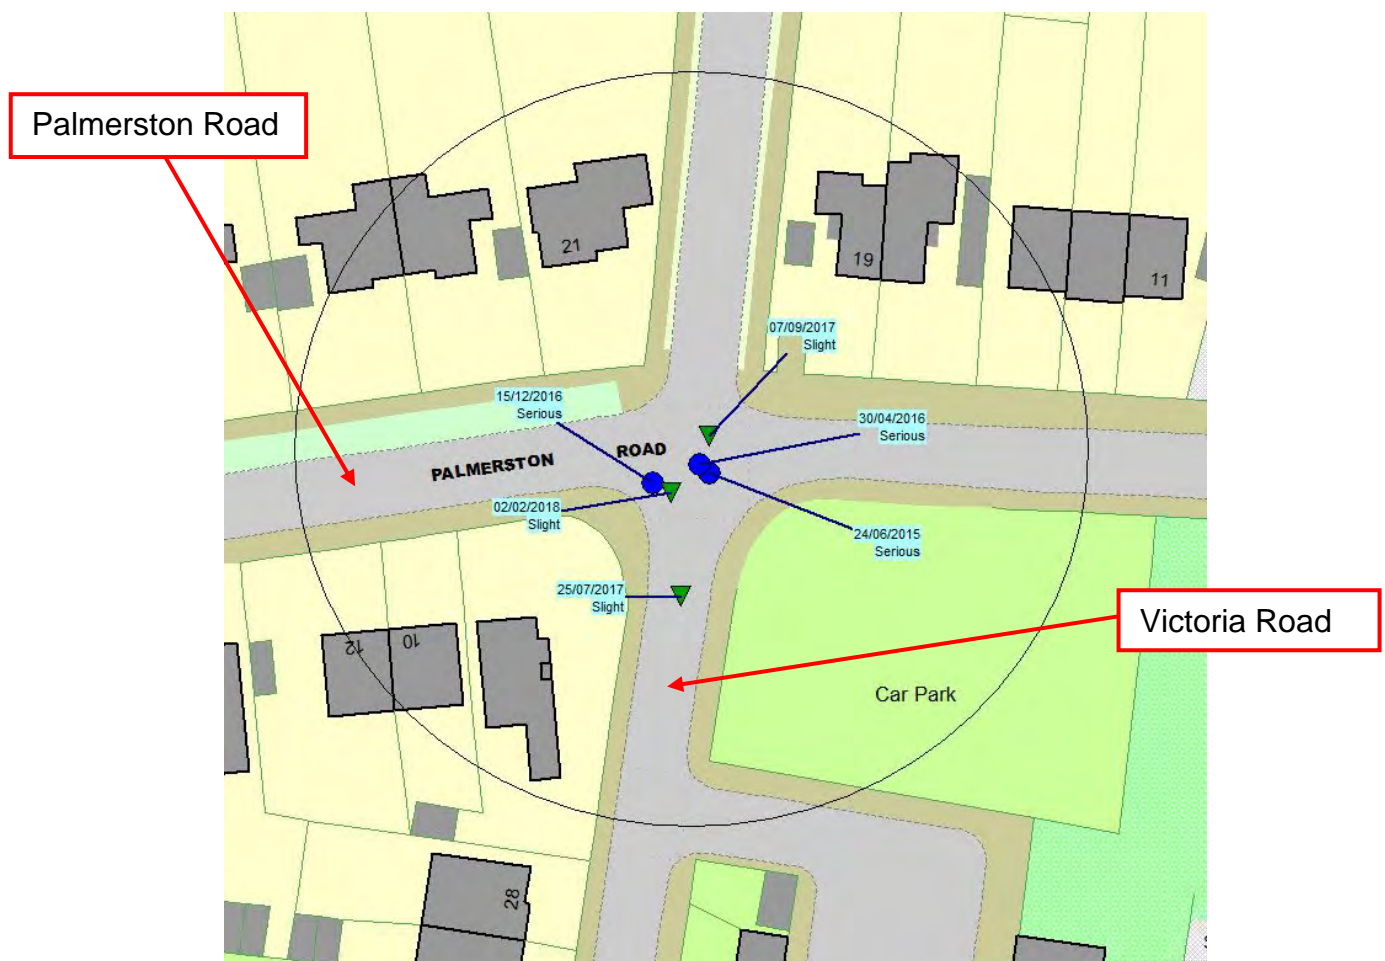 Palmerston Road
21
19
11
07/09/2017
Slight
15/12/2016
Serious
30/04/2016
Serious
PALMERSTON ROAD
02/02/2018
Slight
24/06/2015
Serious
25/07/2017
Slight
Victoria Road
12
10
Car Park
28